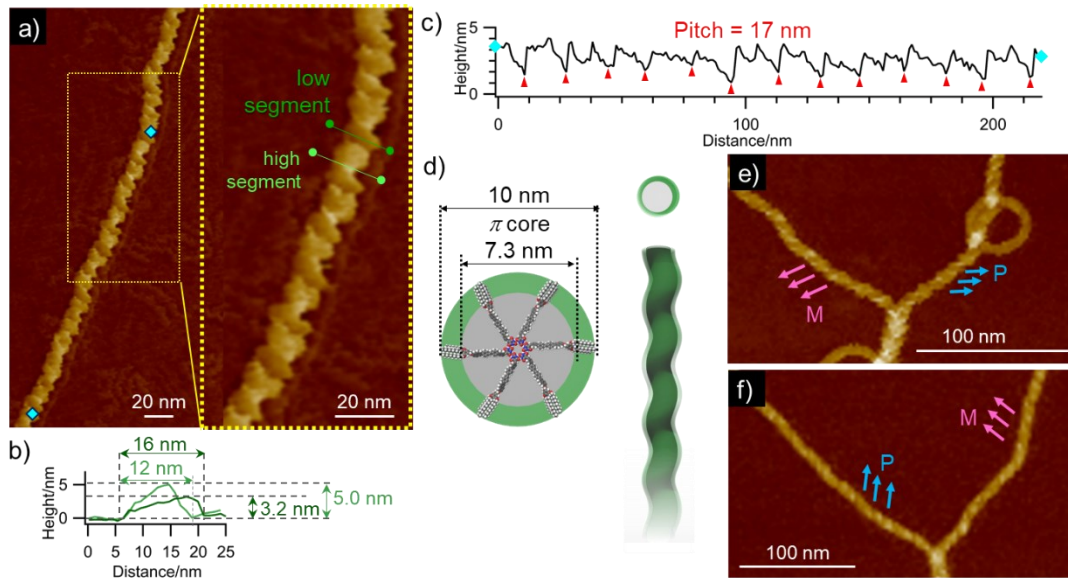 a)
low
segment
high
segment
20 nm
20 nm
b)
16 nm
12 nm
5.0 nm
3.2 nm
Height/nm
5
0
0 5 10 15 20 25
Distance/nm
c)
Pitch = 17 nm
Height/nm
5
0
0 100 200
Distance/nm
d)
10 nm
π core
7.3 nm
e)
M
P
100 nm
f)
M
P
100 nm